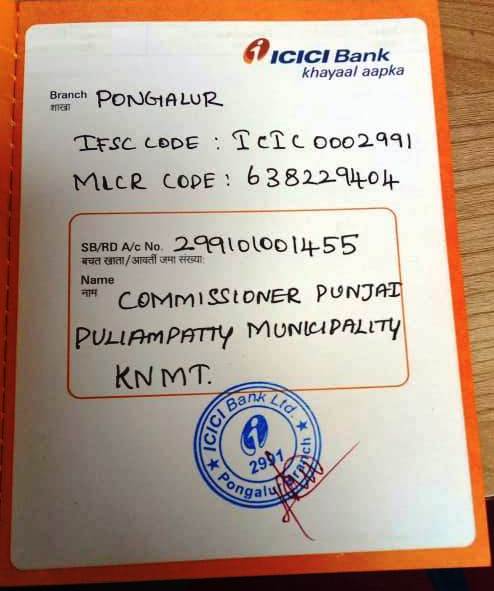 ICICI Bank
khayaal aapka
Branch PONGALUR
शाखा
IFSC CODE : ICIC0002991
MICR CODE : 638229404
SB/RD A/c No. 299101001455
बचत खाता/आवर्ती जमा संख्या:
Name
नाम
COMMISSIONER PUNJAI
PULIAMPATTY MUNICIPALITY
KNMT.
ICICI Bank Ltd.
2991
Pongalur Branch